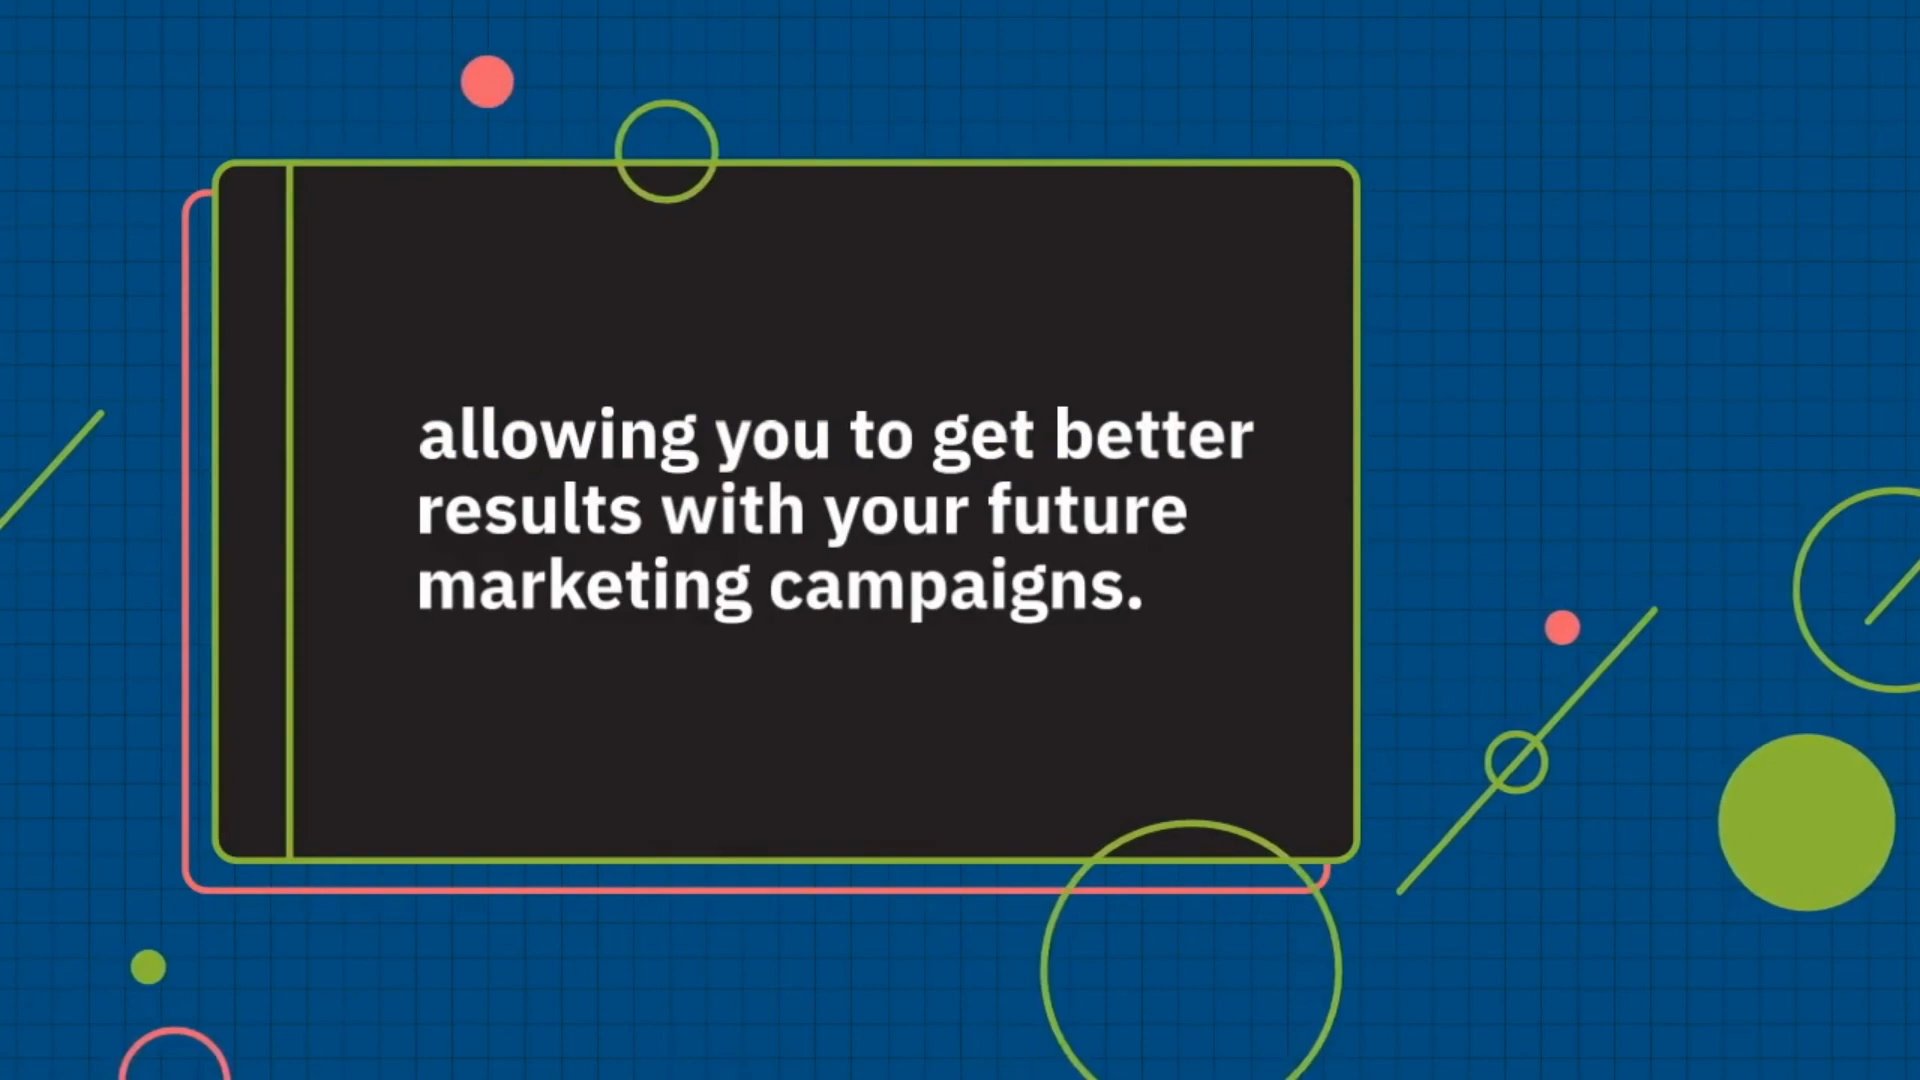 allowing you to get better
results with your future
marketing campaigns.